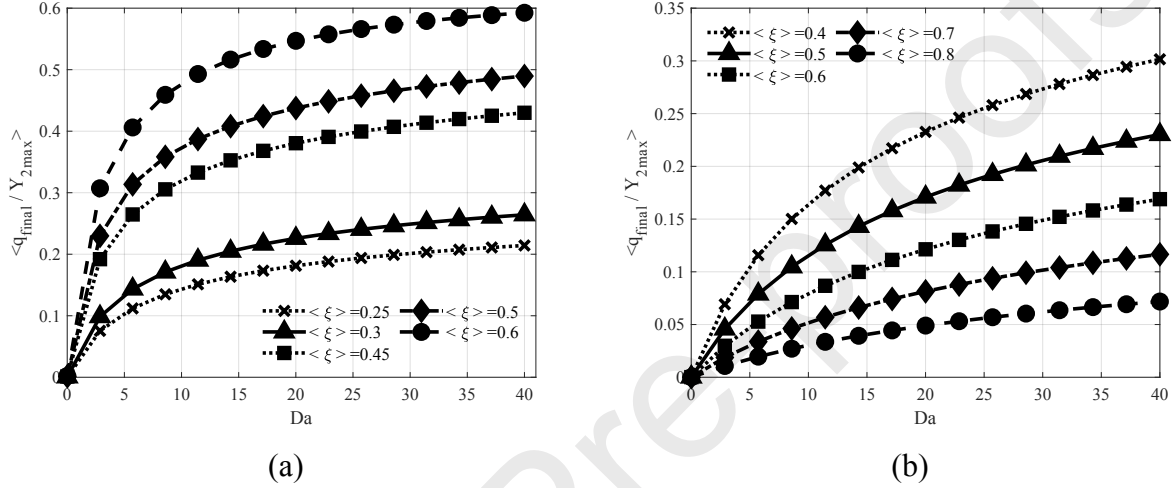 0.6
0.5
0.4
0.3
0.2
0.1
0
<q_final / Y_2max>
< ξ> =0.25
< ξ> =0.3
< ξ> =0.45
< ξ> =0.5
< ξ> =0.6
0 5 10 15 20 25 30 35 40
Da
(a)
0.35
0.3
0.25
0.2
0.15
0.1
0.05
0
<q_final / Y_2max>
< ξ> =0.4
< ξ> =0.5
< ξ> =0.6
< ξ> =0.7
< ξ> =0.8
0 5 10 15 20 25 30 35 40
Da
(b)
Pre proofs